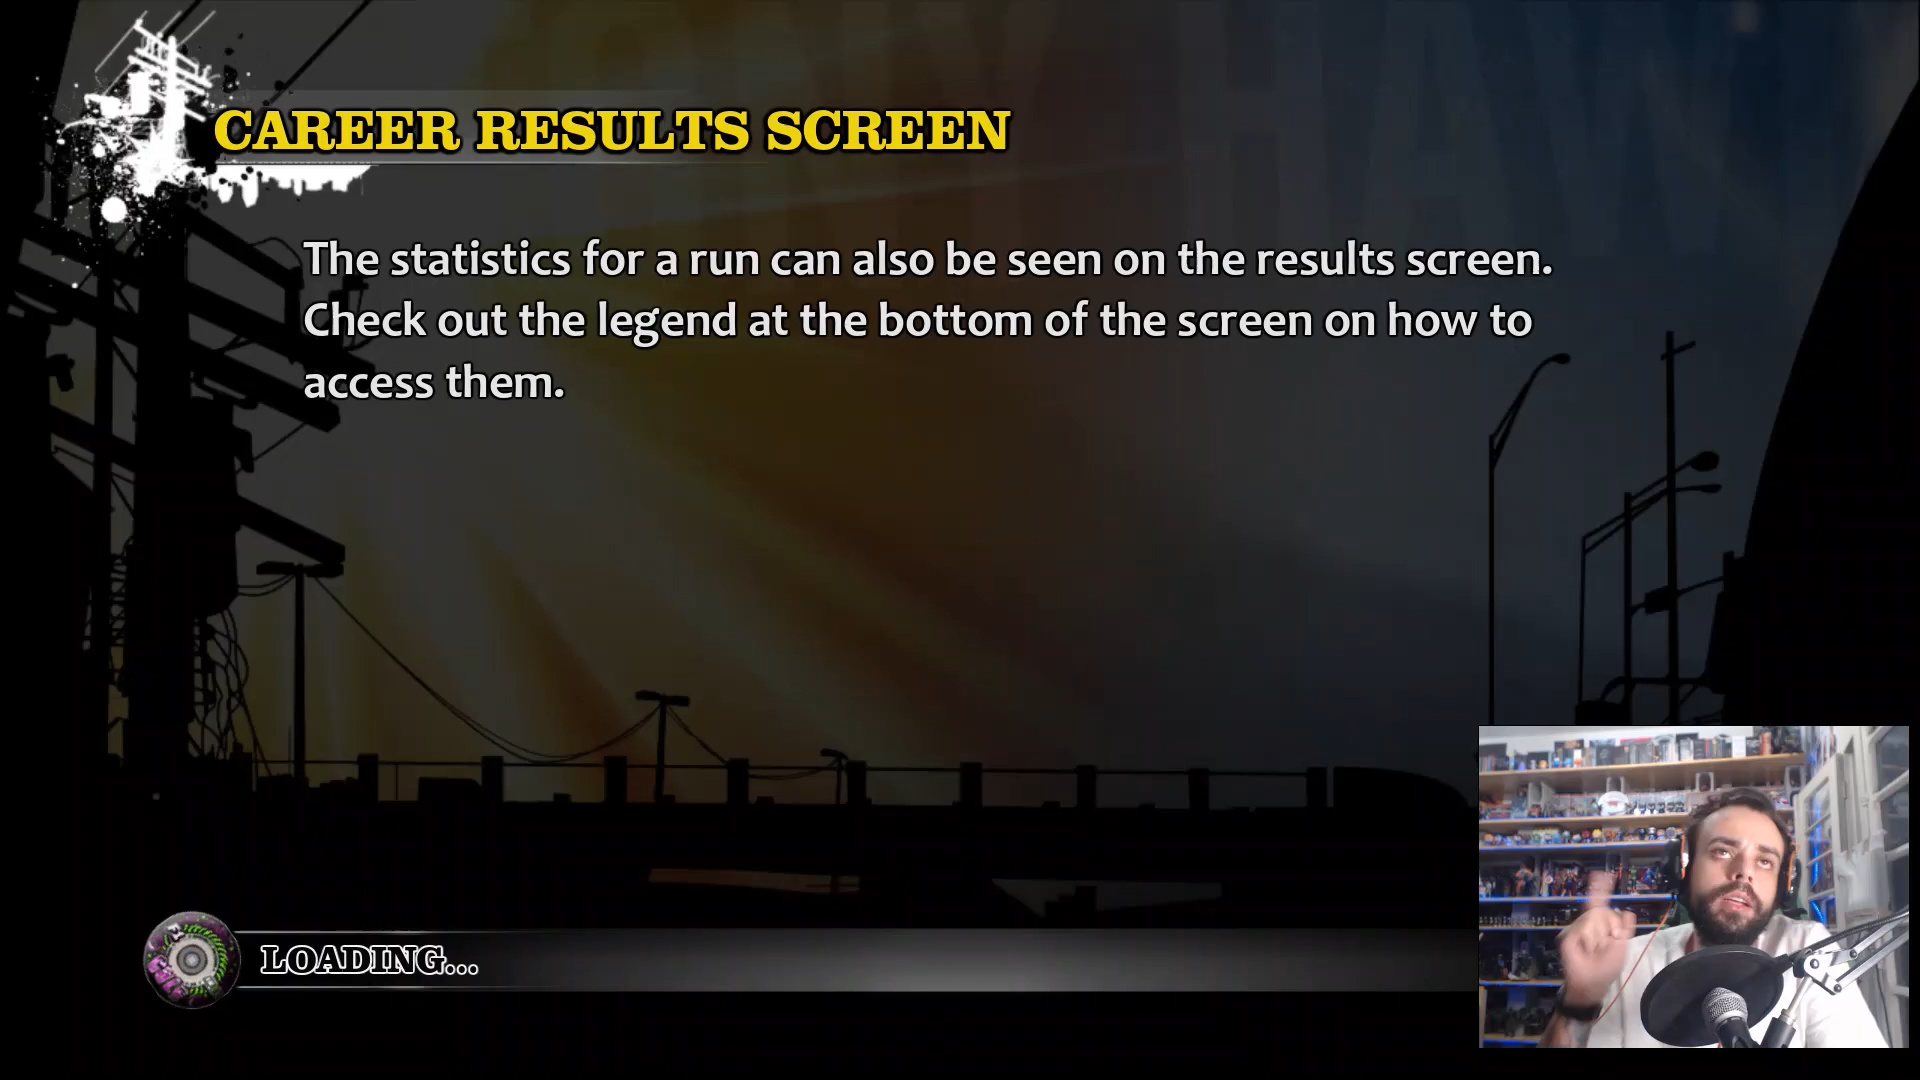 CAREER RESULTS SCREEN
The statistics for a run can also be seen on the results screen.
Check out the legend at the bottom of the screen on how to
access them.
LOADING...